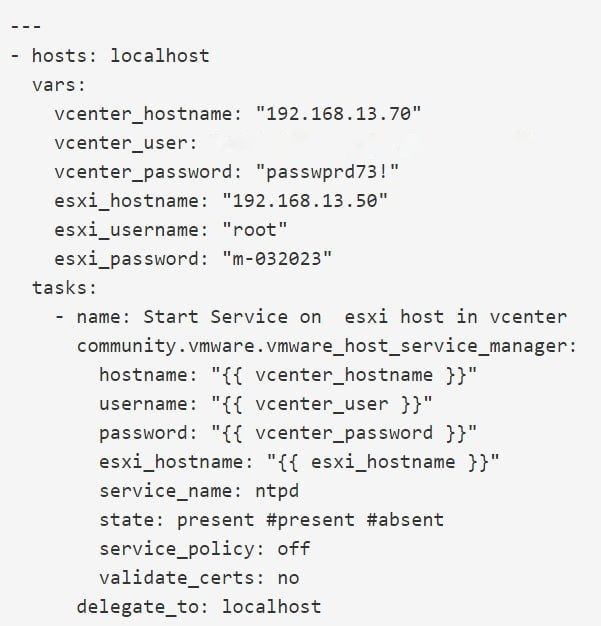 ---
- hosts: localhost
vars:
vcenter_hostname: "192.168.13.70"
vcenter_user:
vcenter_password: "passwprd73!"
esxi_hostname: "192.168.13.50"
esxi_username: "root"
esxi_password: "m-032023"
tasks:
- name: Start Service on  esxi host in vcenter
community.vmware.vmware_host_service_manager:
hostname: "{{ vcenter_hostname }}"
username: "{{ vcenter_user }}"
password: "{{ vcenter_password }}"
esxi_hostname: "{{ esxi_hostname }}"
service_name: ntpd
state: present #present #absent
service_policy: off
validate_certs: no
delegate_to: localhost